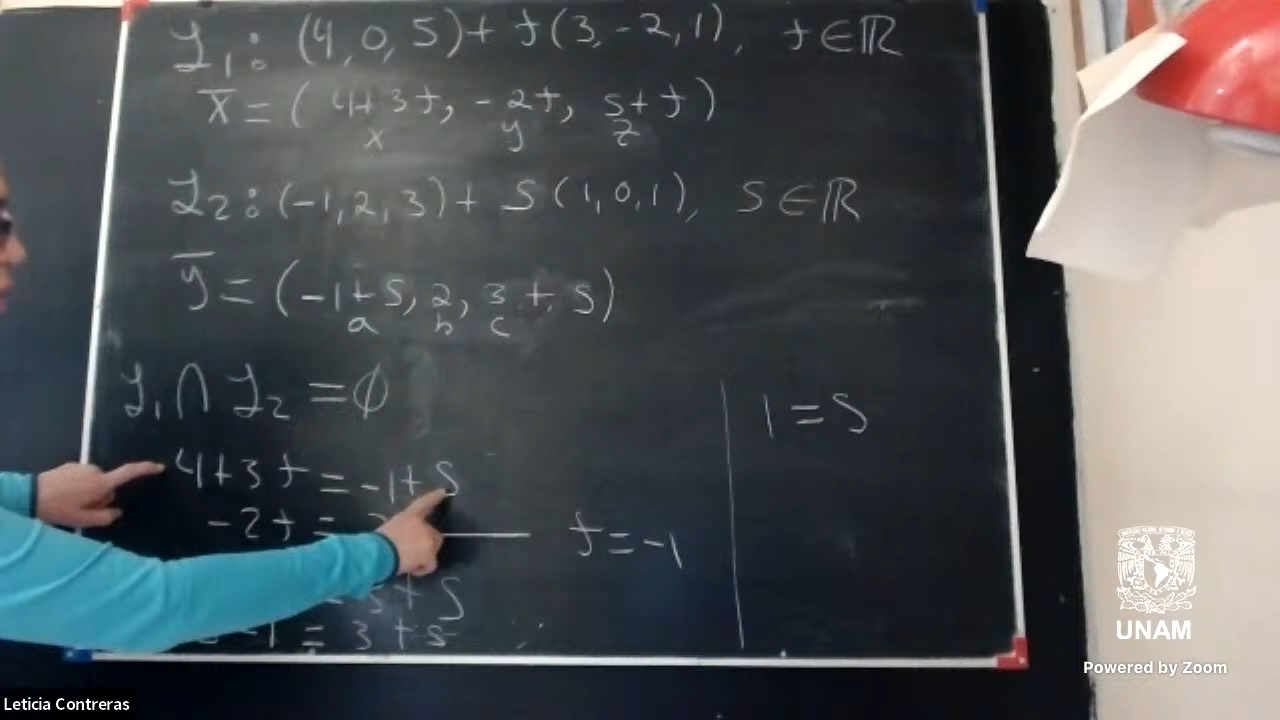 L₁: (4, 0, 5) + t(3, -2, 1), t ∈ ℝ
x̄ = (4+3t, -2t, 5+t)
x y z
L₂: (-1, 2, 3) + s(1, 0, 1), s ∈ ℝ
ȳ = (-1+s, 2, 3+s)
a b c
L₁ ∩ L₂ = ∅
4+3t = -1+s
-2t = t = -1
= 3+s
-1 = 3+s
1 = s
UNAM
Powered by Zoom
Leticia Contreras